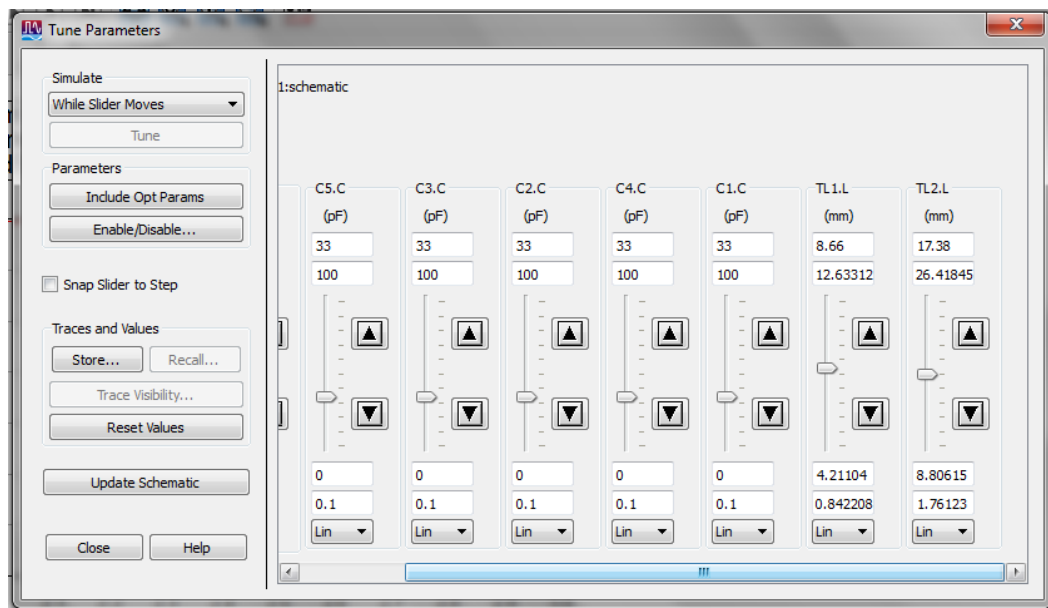 Tune Parameters
Simulate
While Slider Moves
Tune
Parameters
Include Opt Params
Enable/Disable...
Snap Slider to Step
Traces and Values
Store... Recall...
Trace Visibility...
Reset Values
Update Schematic
Close Help
1:schematic
C5.C C3.C C2.C C4.C C1.C TL1.L TL2.L
(pF) (pF) (pF) (pF) (pF) (mm) (mm)
33 33 33 33 33 8.66 17.38
100 100 100 100 100 12.63312 26.41845
0 0 0 0 0 4.21104 8.80615
0.1 0.1 0.1 0.1 0.1 0.842208 1.76123
Lin Lin Lin Lin Lin Lin Lin